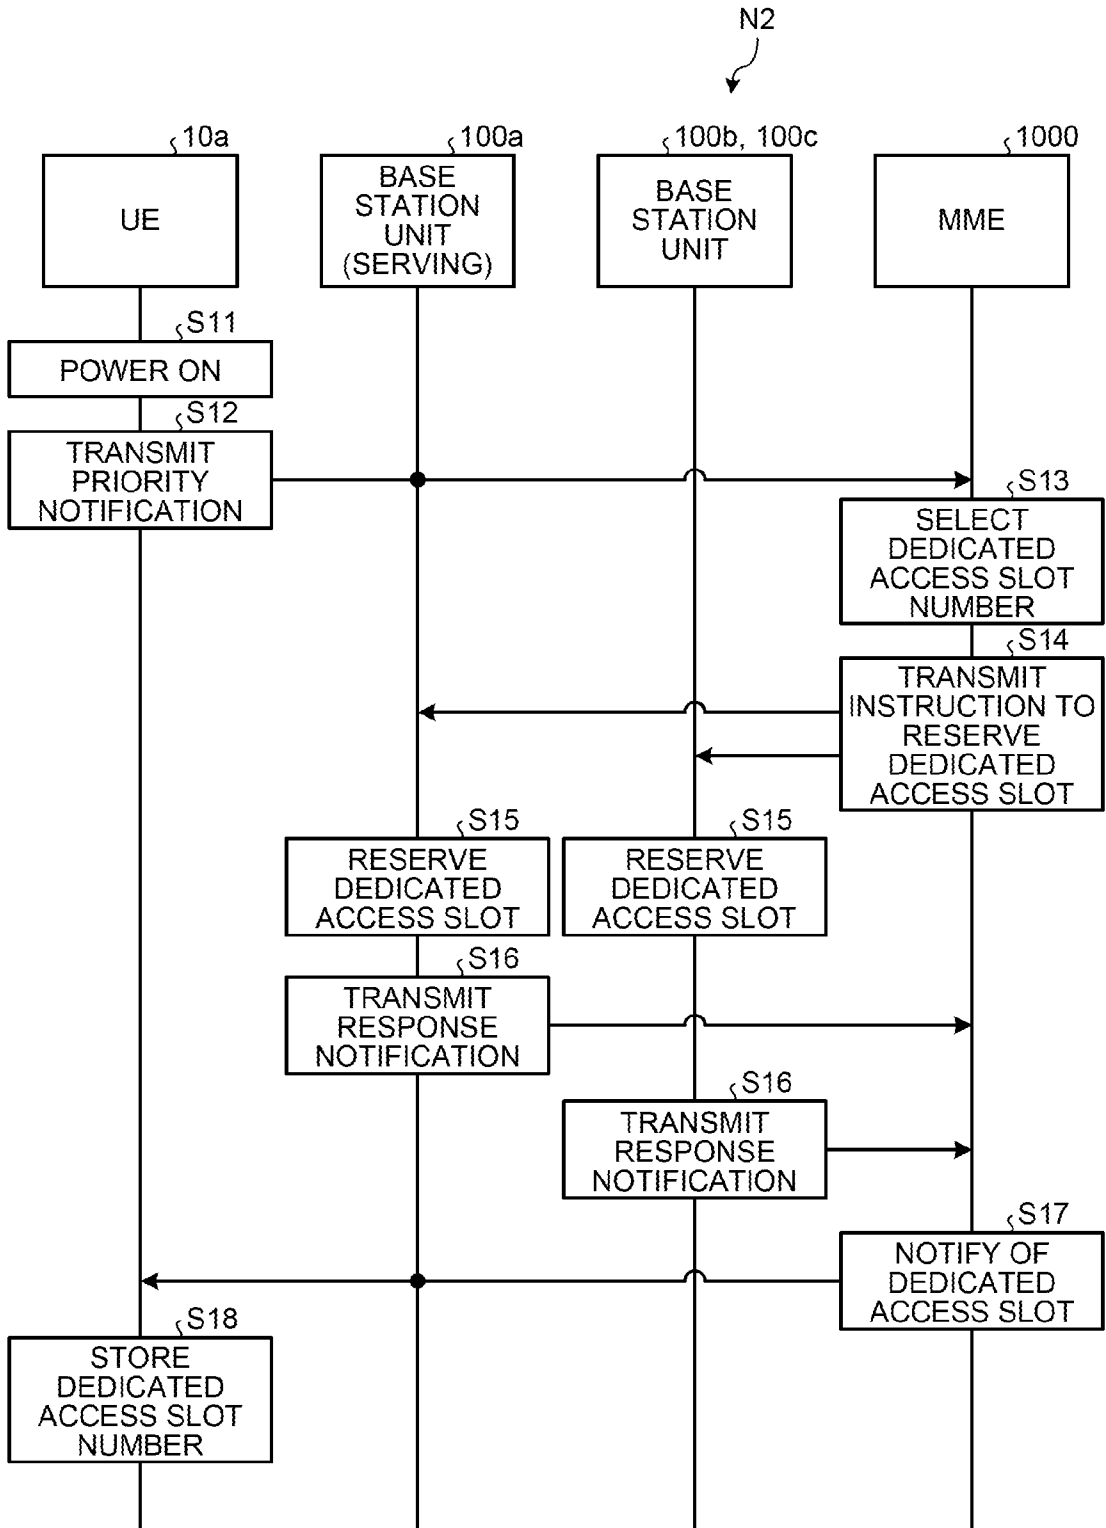 N2
10a
100a
100b, 100c
1000
UE
BASE
STATION
UNIT
(SERVING)
BASE
STATION
UNIT
MME
S11
POWER ON
S12
TRANSMIT
PRIORITY
NOTIFICATION
S13
SELECT
DEDICATED
ACCESS SLOT
NUMBER
S14
TRANSMIT
INSTRUCTION TO
RESERVE
DEDICATED
ACCESS SLOT
S15
RESERVE
DEDICATED
ACCESS SLOT
S15
RESERVE
DEDICATED
ACCESS SLOT
S16
TRANSMIT
RESPONSE
NOTIFICATION
S16
TRANSMIT
RESPONSE
NOTIFICATION
S17
NOTIFY OF
DEDICATED
ACCESS SLOT
S18
STORE
DEDICATED
ACCESS SLOT
NUMBER